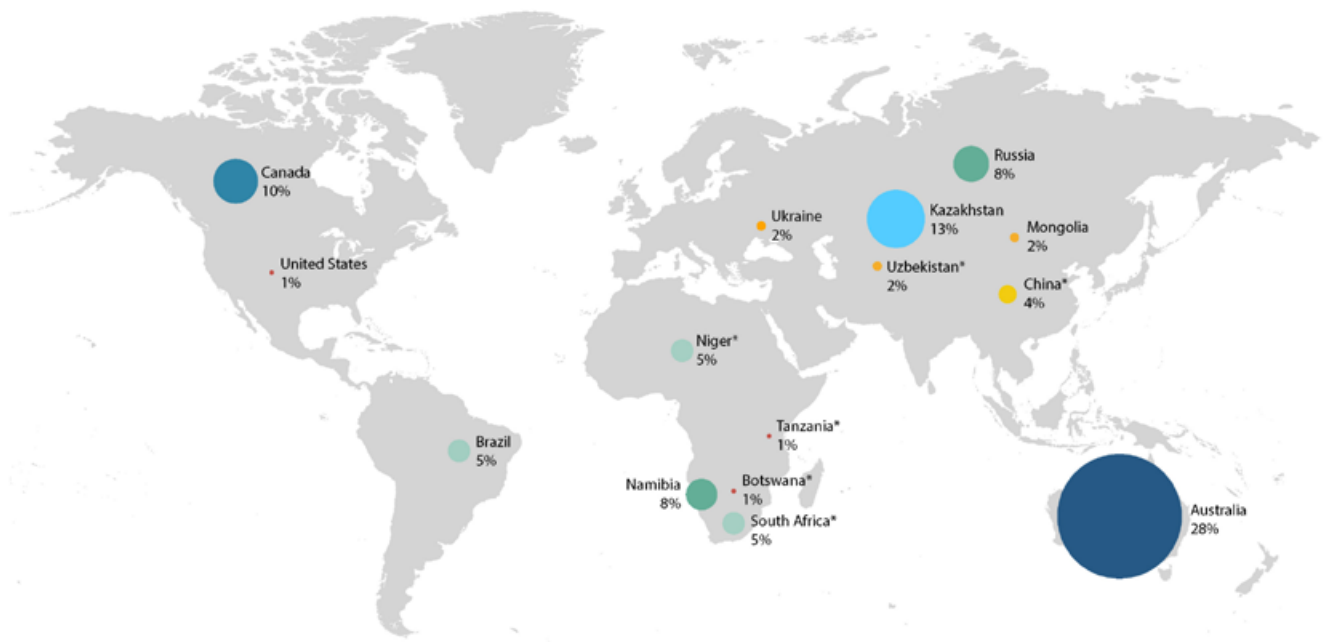 Canada
10%
United States
1%
Brazil
5%
Russia
8%
Kazakhstan
13%
Ukraine
2%
Mongolia
2%
Uzbekistan*
2%
China*
4%
Niger*
5%
Tanzania*
1%
Namibia
8%
Botswana*
1%
South Africa*
5%
Australia
28%